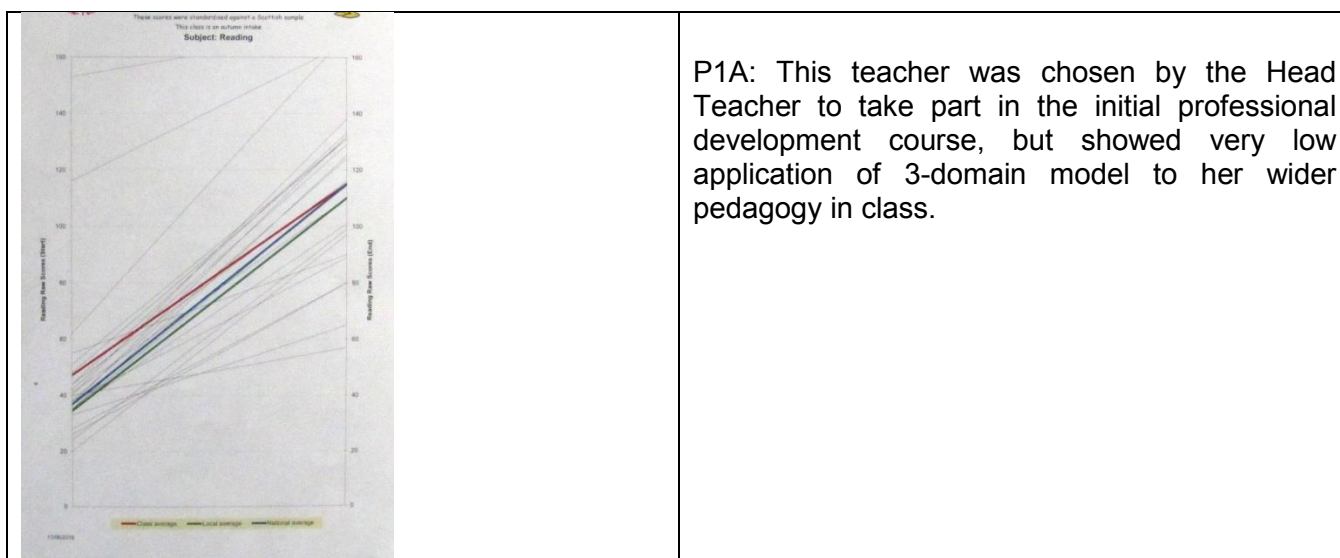 These scores were standardised against a Scottish sample
This class is an autumn intake
Subject: Reading
160
140
120
100
80
60
40
20
0
160
140
120
100
80
60
40
20
0
Reading Raw Scores (Start)
Reading Raw Scores (End)
Class average Local average National average
P1A: This teacher was chosen by the Head
Teacher to take part in the initial professional
development course, but showed very low
application of 3-domain model to her wider
pedagogy in class.